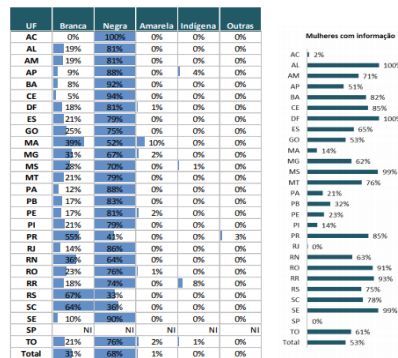 UF Branca Negra Amarela Indígena Outras
AC 0% 100% 0% 0% 0%
AL 19% 81% 0% 0% 0%
AM 19% 81% 0% 0% 0%
AP 9% 88% 0% 4% 0%
BA 8% 92% 0% 0% 0%
CE 5% 94% 0% 0% 0%
DF 18% 81% 1% 0% 0%
ES 21% 79% 0% 0% 0%
GO 25% 75% 0% 0% 0%
MA 39% 52% 10% 0% 0%
MG 31% 67% 2% 0% 0%
MS 28% 70% 0% 1% 0%
MT 21% 79% 0% 0% 0%
PA 12% 88% 0% 0% 0%
PB 17% 83% 0% 0% 0%
PE 17% 81% 2% 0% 0%
PI 21% 79% 0% 0% 0%
PR 55% 41% 0% 0% 3%
RJ 14% 86% 0% 0% 0%
RN 36% 64% 0% 0% 0%
RO 23% 76% 1% 0% 0%
RR 18% 74% 0% 8% 0%
RS 67% 33% 0% 0% 0%
SC 64% 36% 0% 0% 0%
SE 10% 90% 0% 0% 0%
SP NI NI NI NI NI
TO 21% 76% 2% 1% 0%
Total 31% 68% 1% 0% 0%
Mulheres com informação
AC 2%
AL 100%
AM 71%
AP 51%
BA 82%
CE 85%
DF 100%
ES 65%
GO 53%
MA 14%
MG 62%
MS 99%
MT 76%
PA 21%
PB 32%
PE 23%
PI 14%
PR 85%
RJ 0%
RN 63%
RO 91%
RR 93%
RS 75%
SC 78%
SE 99%
SP 0%
TO 61%
Total 53%